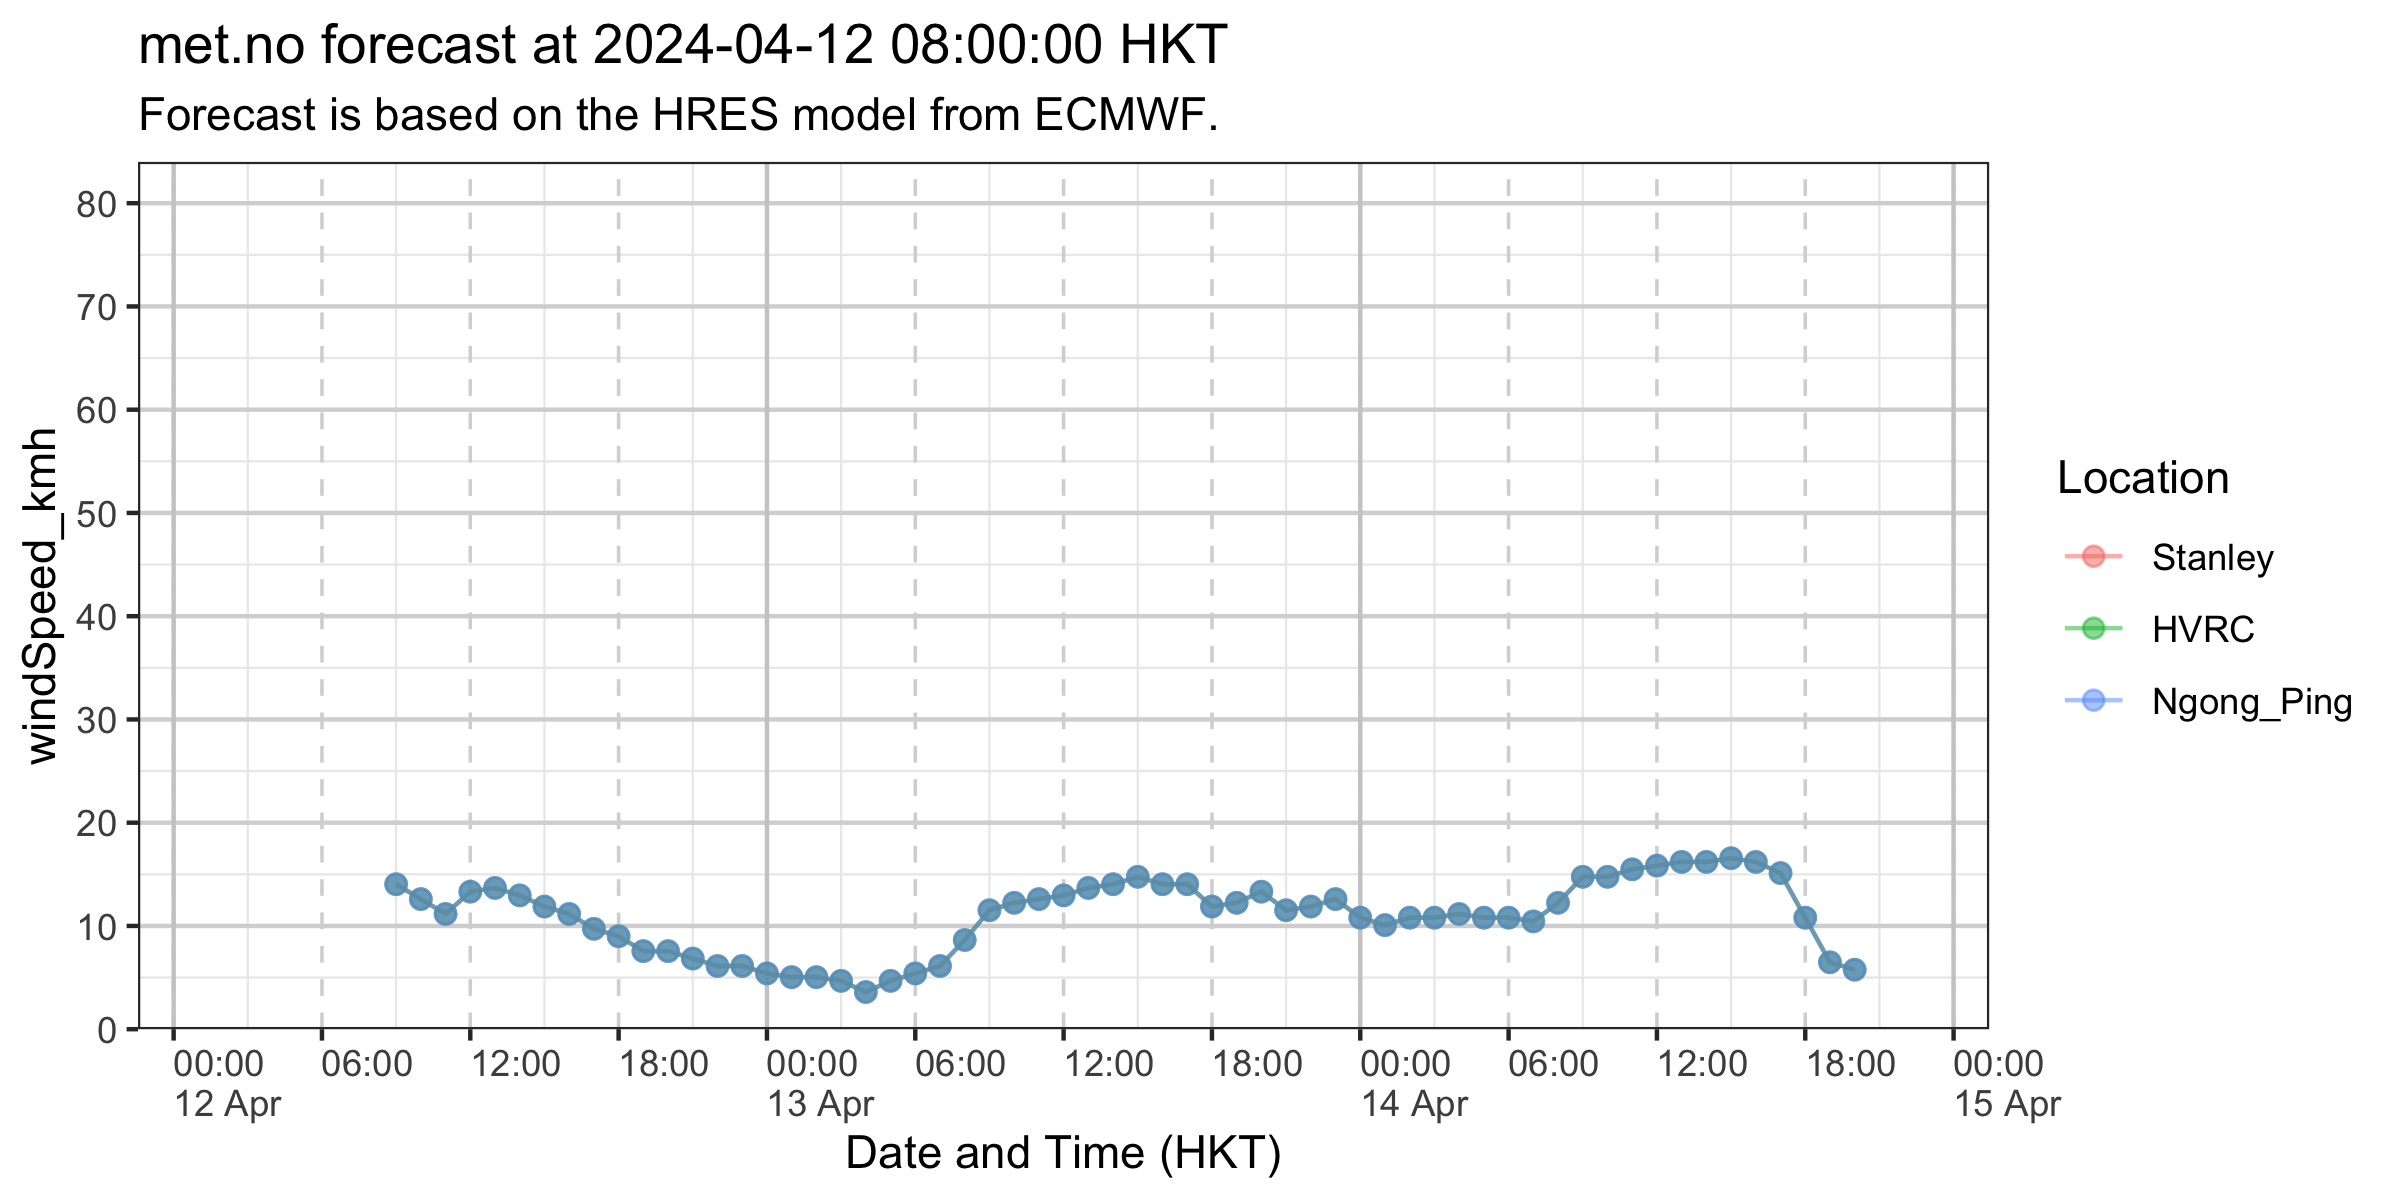 met.no forecast at 2024-04-12 08:00:00 HKT
Forecast is based on the HRES model from ECMWF.
windSpeed_kmh
80
70
60
50
40
30
20
10
0
00:00 06:00 12:00 18:00 00:00 06:00 12:00 18:00 00:00 06:00 12:00 18:00 00:00
12 Apr 13 Apr 14 Apr 15 Apr
Date and Time (HKT)
Location
Stanley
HVRC
Ngong_Ping